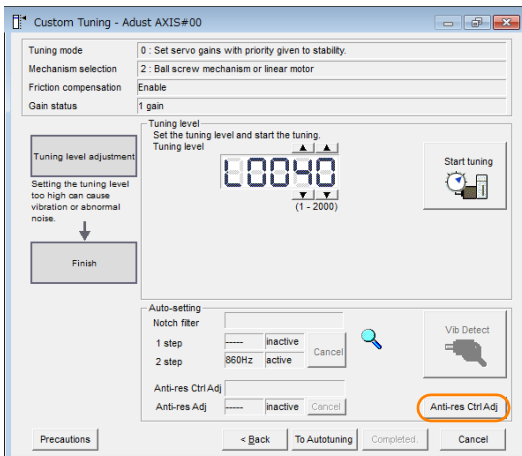 Custom Tuning - Adust AXIS#00
Tuning mode 0 : Set servo gains with priority given to stability.
Mechanism selection 2 : Ball screw mechanism or linear motor
Friction compensation Enable
Gain status 1 gain
Tuning level adjustment
Setting the tuning level
too high can cause
vibration or abnormal
noise.
Finish
Tuning level
Set the tuning level and start the tuning.
Tuning level
L0040
(1 - 2000)
Start tuning
Auto-setting
Notch filter
1 step ----- inactive
2 step 860Hz active
Cancel
Vib Detect
Anti-res Ctrl Adj
Anti-res Adj ----- inactive Cancel
Anti-res Ctrl Adj
Precautions < Back To Autotuning Completed. Cancel